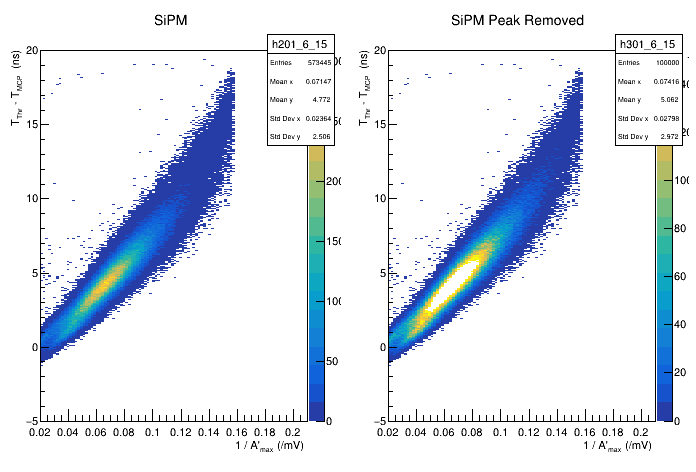 SiPM
h201_6_15
Entries 573445
Mean x 0.07147
Mean y 4.772
Std Dev x 0.02364
Std Dev y 2.506
T_Thr - T_MCP (ns)
20
15
10
5
0
−5
0.02 0.04 0.06 0.08 0.1 0.12 0.14 0.16 0.18 0.2
1 / A'_max (/mV)
200
150
100
50
0
SiPM Peak Removed
h301_6_15
Entries 100000
Mean x 0.07416
Mean y 5.062
Std Dev x 0.02798
Std Dev y 2.972
T_Thr - T_MCP (ns)
20
15
10
5
0
−5
0.02 0.04 0.06 0.08 0.1 0.12 0.14 0.16 0.18 0.2
1 / A'_max (/mV)
100
80
60
40
20
0